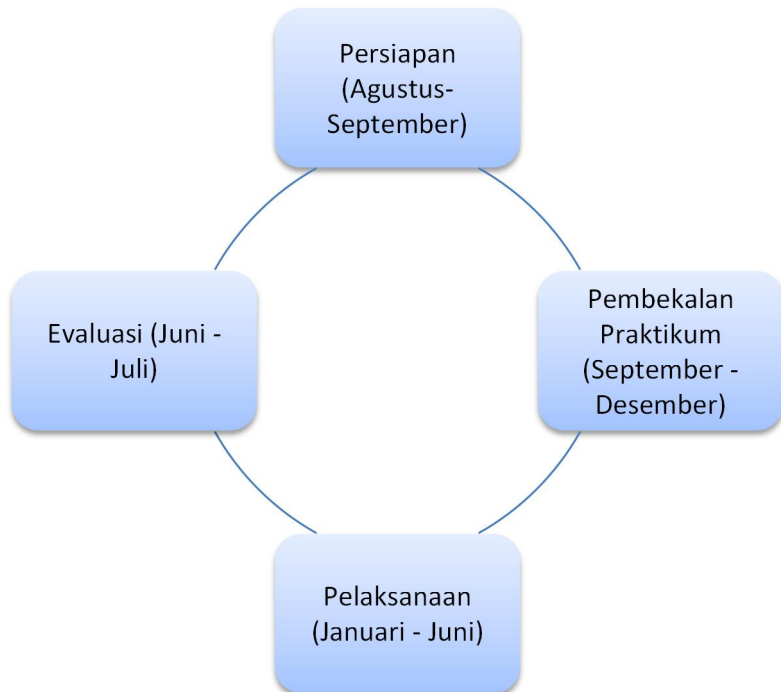 Persiapan
(Agustus-
September)
Pembekalan
Praktikum
(September -
Desember)
Pelaksanaan
(Januari - Juni)
Evaluasi (Juni -
Juli)